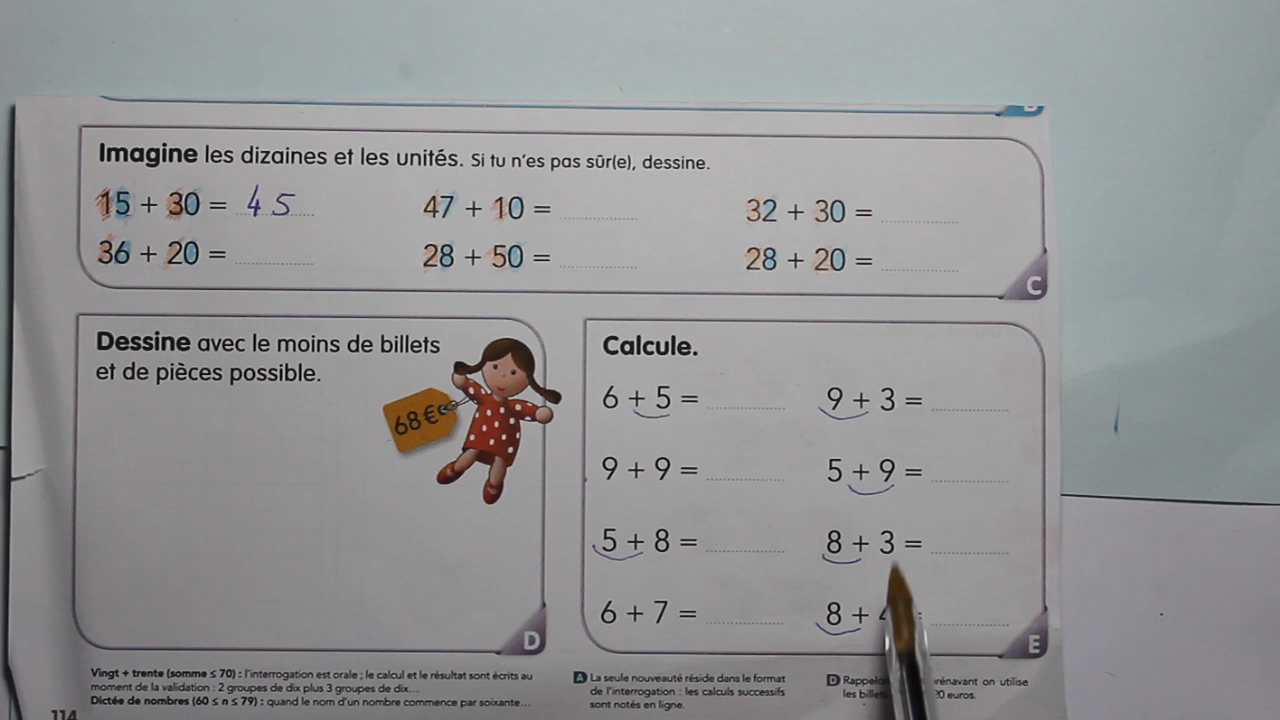 Imagine les dizaines et les unités. Si tu n'es pas sûr(e), dessine.
15 + 30 = 45 47 + 10 = 32 + 30 =
36 + 20 = 28 + 50 = 28 + 20 =
C
Dessine avec le moins de billets
et de pièces possible.
68€
D
Calcule.
6 + 5 = 9 + 3 =
9 + 9 = 5 + 9 =
5 + 8 = 8 + 3 =
6 + 7 = 8 +
E
Vingt + trente (somme ≤ 70) : l'interrogation est orale ; le calcul et le résultat sont écrits au
moment de la validation : 2 groupes de dix plus 3 groupes de dix...
Dictée de nombres (60 ≤ n ≤ 79) : quand le nom d'un nombre commence par soixante...
A La seule nouveauté réside dans le format
de l'interrogation : les calculs successifs
sont notés en ligne.
D on utilise
les euros.
114